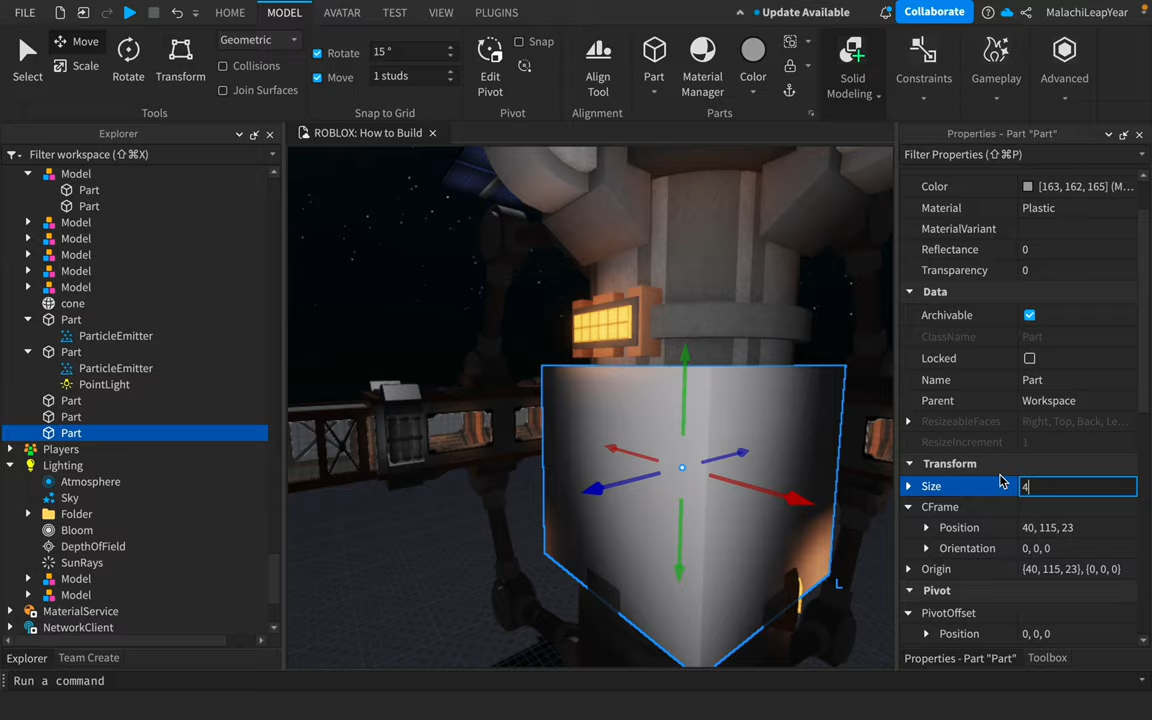 FILE HOME MODEL AVATAR TEST VIEW PLUGINS Update Available Collaborate MalachiLeapYear
Select Move Scale Rotate Transform
Geometric
Collisions
Join Surfaces
Tools
Rotate 15 °
Move 1 studs
Snap to Grid
Edit Pivot Snap
Pivot
Align Tool
Alignment
Part Material Manager Color
Parts
Solid Modeling Constraints Gameplay Advanced
Explorer
Filter workspace (⇧⌘X)
Model
Part
Part
Model
Model
Model
Model
Model
cone
Part
ParticleEmitter
Part
ParticleEmitter
PointLight
Part
Part
Part
Players
Lighting
Atmosphere
Sky
Folder
Bloom
DepthOfField
SunRays
Model
Model
MaterialService
NetworkClient
Explorer Team Create
Run a command
ROBLOX: How to Build
L
Properties - Part "Part"
Filter Properties (⇧⌘P)
Color [163, 162, 165] (M...
Material Plastic
MaterialVariant
Reflectance 0
Transparency 0
Data
Archivable
ClassName Part
Locked
Name Part
Parent Workspace
ResizeableFaces Right, Top, Back, Le...
ResizeIncrement 1
Transform
Size 4
CFrame
Position 40, 115, 23
Orientation 0, 0, 0
Origin {40, 115, 23}, {0, 0, 0}
Pivot
PivotOffset
Position 0, 0, 0
Properties - Part "Part" Toolbox